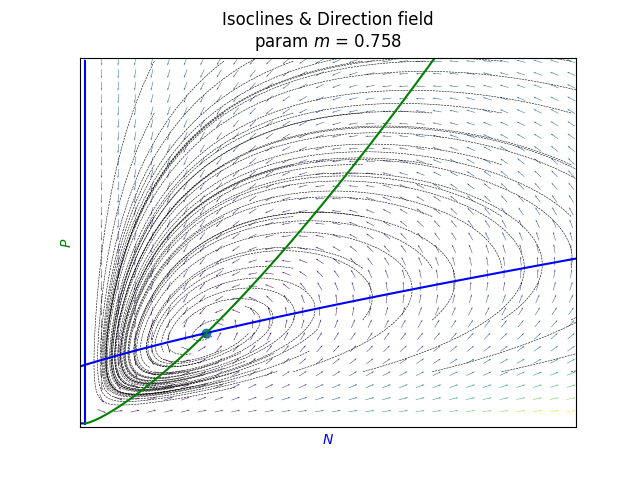 Isoclines & Direction field
param m = 0.758
P
N